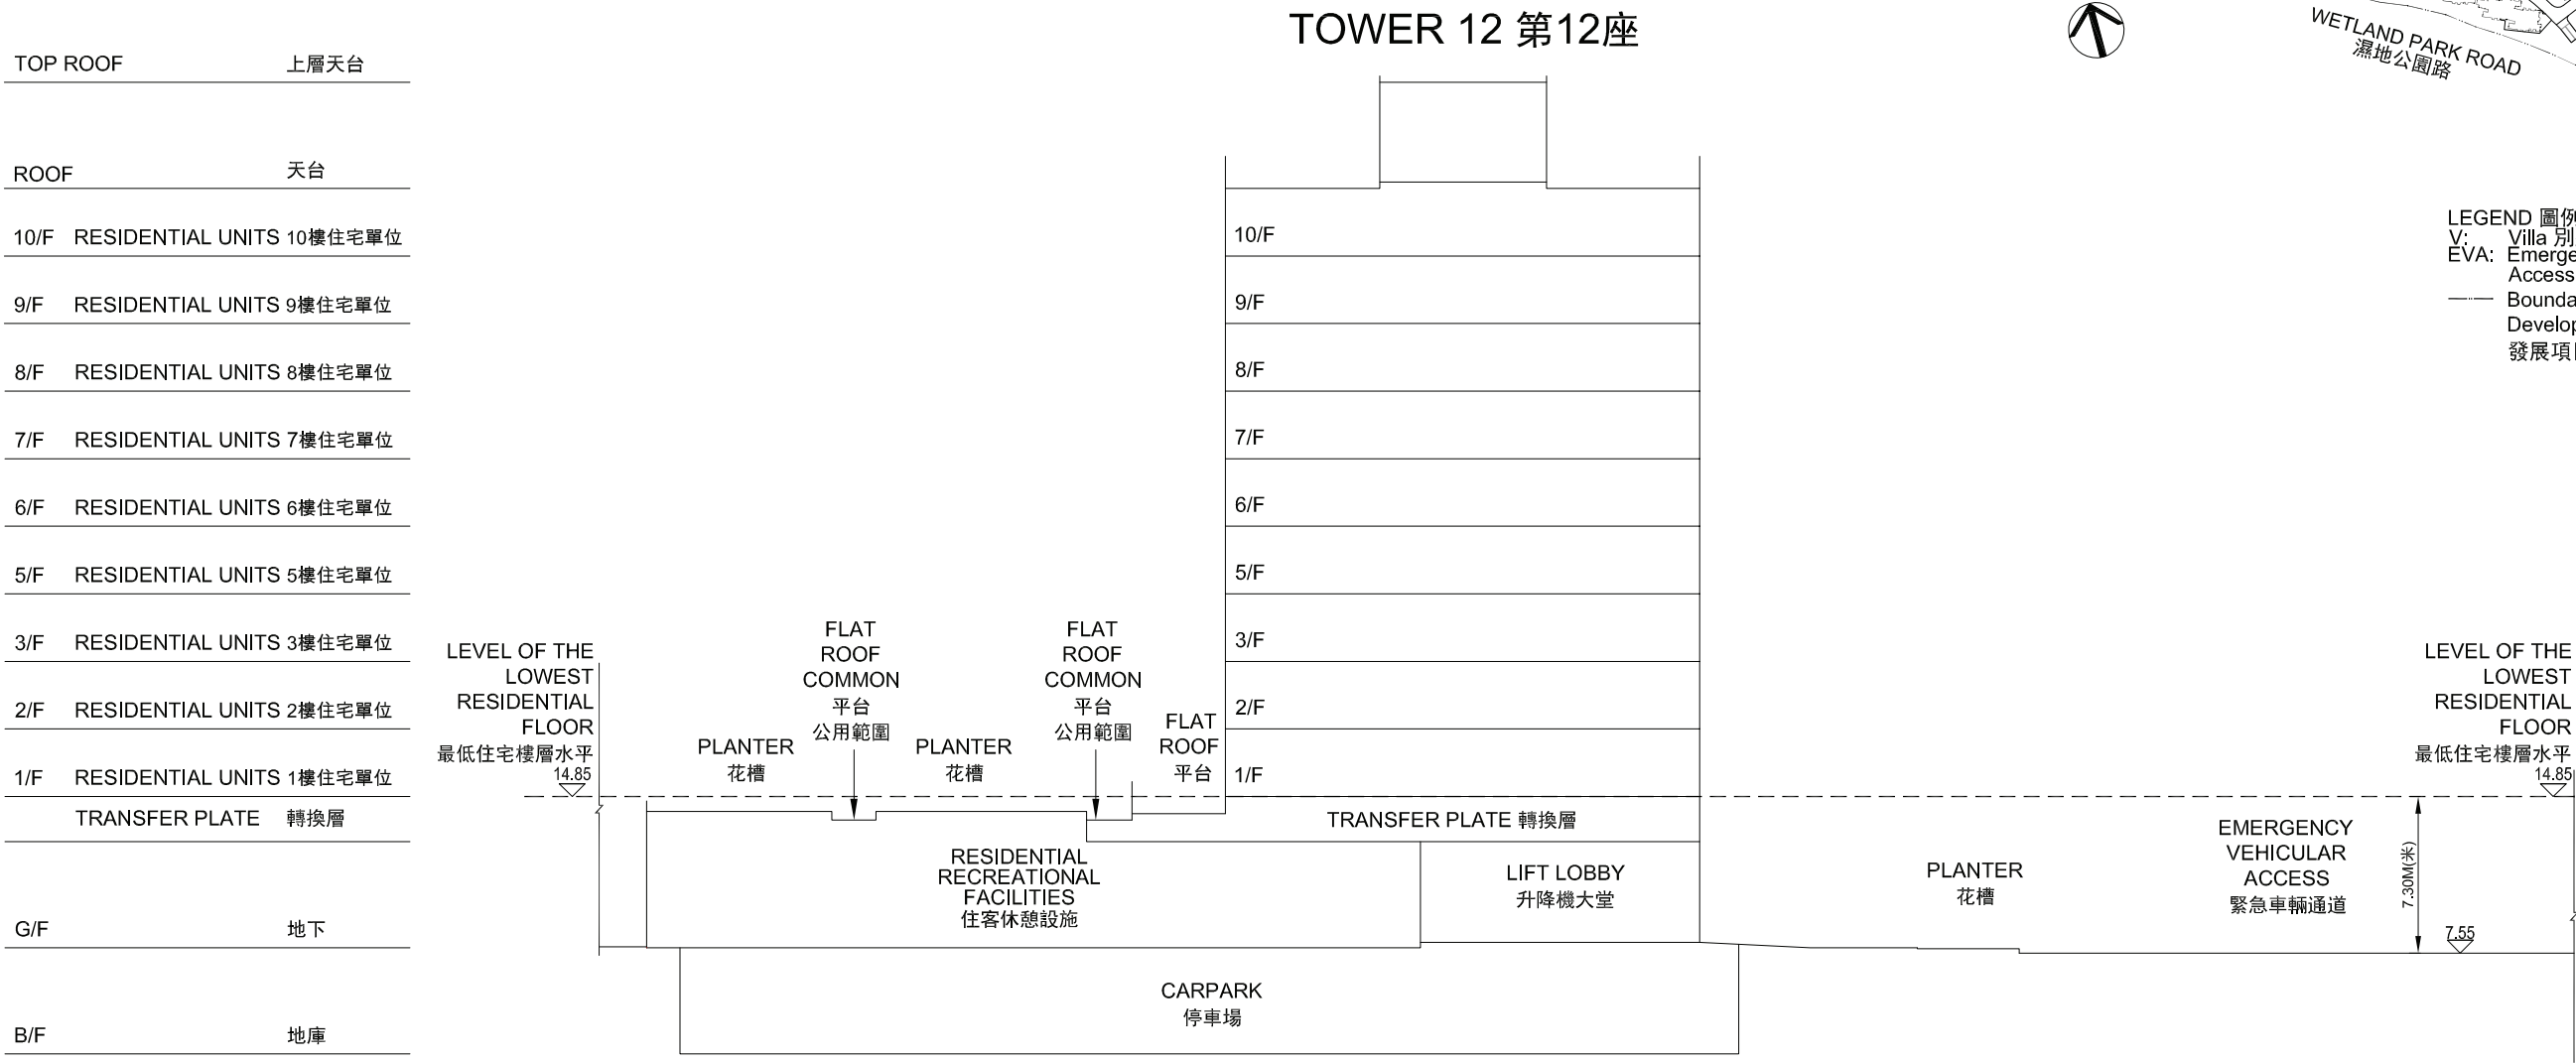 TOWER 12 第12座
WETLAND PARK ROAD
濕地公園路
TOP ROOF 上層天台
ROOF 天台
10/F RESIDENTIAL UNITS 10樓住宅單位
9/F RESIDENTIAL UNITS 9樓住宅單位
8/F RESIDENTIAL UNITS 8樓住宅單位
7/F RESIDENTIAL UNITS 7樓住宅單位
6/F RESIDENTIAL UNITS 6樓住宅單位
5/F RESIDENTIAL UNITS 5樓住宅單位
3/F RESIDENTIAL UNITS 3樓住宅單位
2/F RESIDENTIAL UNITS 2樓住宅單位
1/F RESIDENTIAL UNITS 1樓住宅單位
TRANSFER PLATE 轉換層
G/F 地下
B/F 地庫
LEVEL OF THE
LOWEST
RESIDENTIAL
FLOOR
最低住宅樓層水平
14.85
PLANTER
花槽
FLAT
ROOF
COMMON
平台
公用範圍
PLANTER
花槽
FLAT
ROOF
COMMON
平台
公用範圍
FLAT
ROOF
平台
10/F
9/F
8/F
7/F
6/F
5/F
3/F
2/F
1/F
TRANSFER PLATE 轉換層
RESIDENTIAL
RECREATIONAL
FACILITIES
住客休憩設施
LIFT LOBBY
升降機大堂
CARPARK
停車場
PLANTER
花槽
EMERGENCY
VEHICULAR
ACCESS
緊急車輛通道
7.30M(米)
7.55
LEVEL OF THE
LOWEST
RESIDENTIAL
FLOOR
最低住宅樓層水平
14.85
LEGEND 圖例
V: Villa 別
EVA: Emerge
Access
Bounda
Develop
發展項